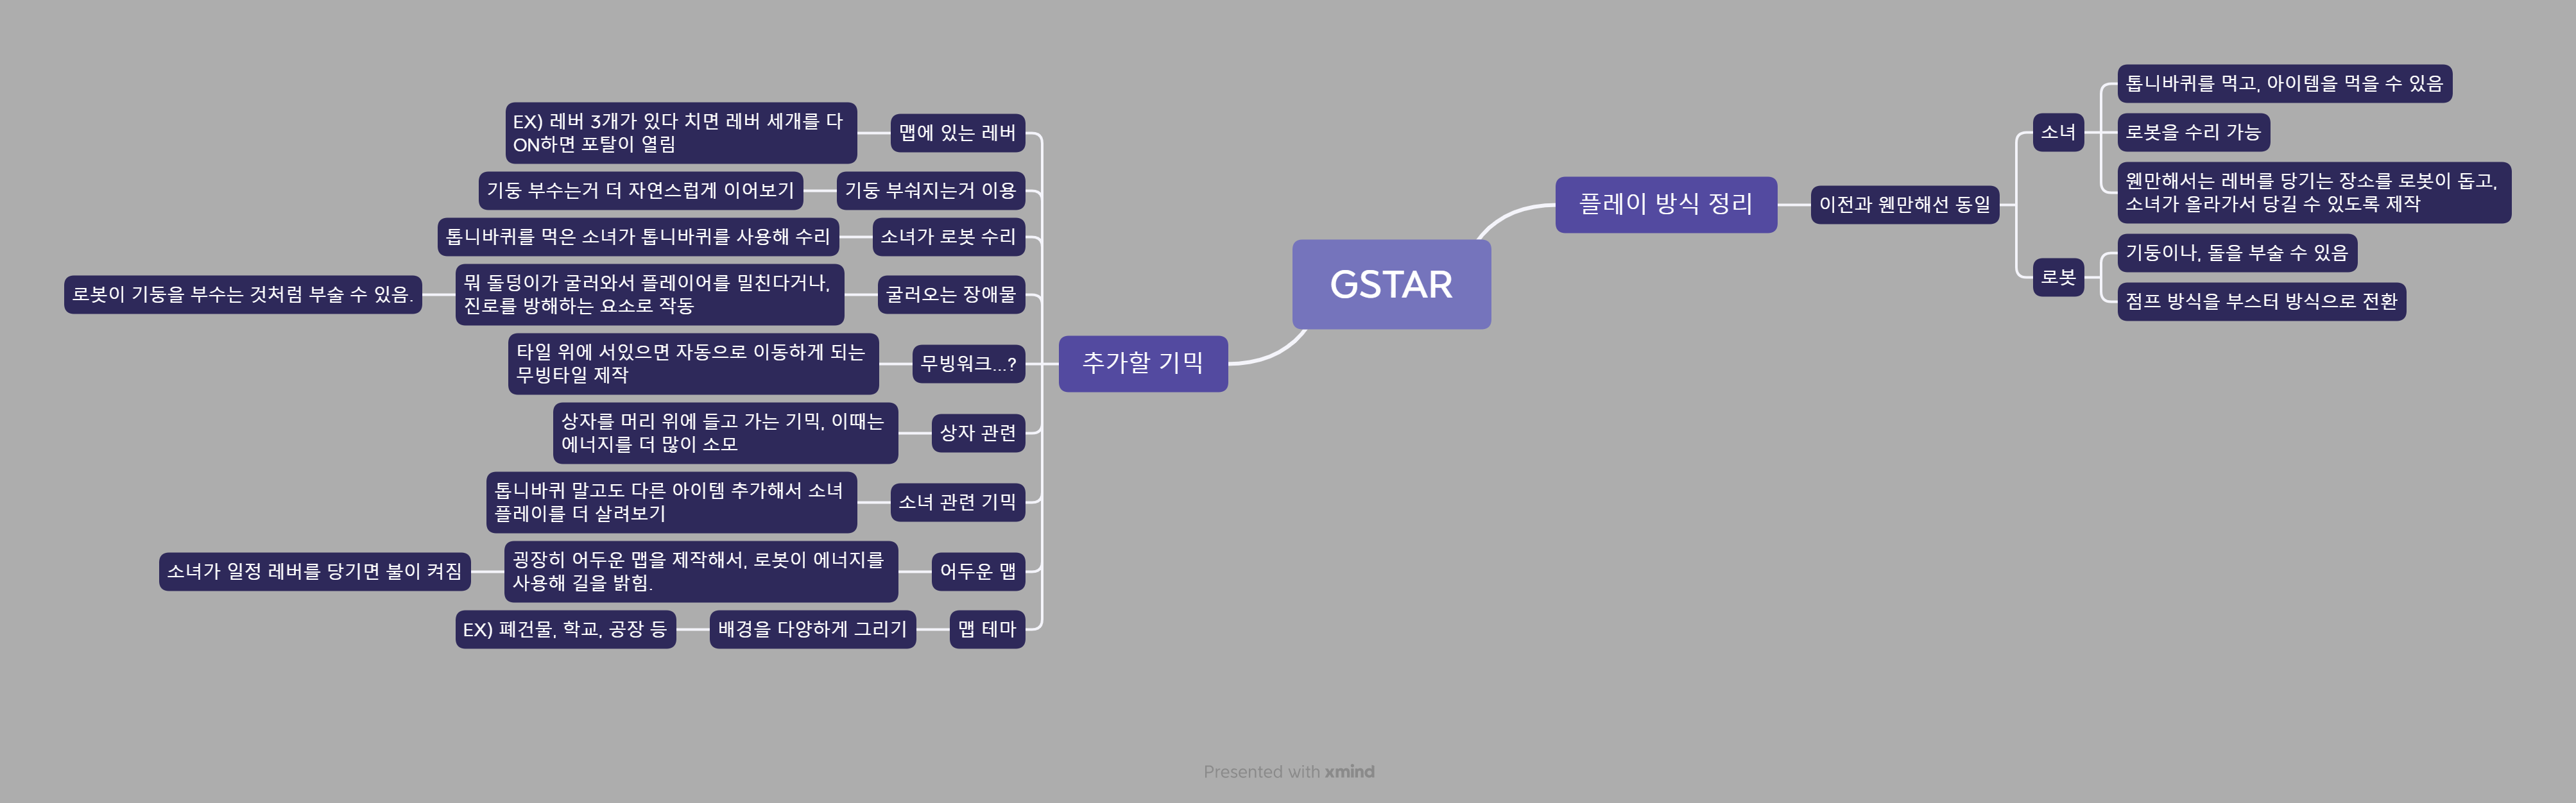 GSTAR
플레이 방식 정리
이전과 웬만해선 동일
소녀
톱니바퀴를 먹고, 아이템을 먹을 수 있음
로봇을 수리 가능
웬만해서는 레버를 당기는 장소를 로봇이 돕고,
소녀가 올라가서 당길 수 있도록 제작
로봇
기둥이나, 돌을 부술 수 있음
점프 방식을 부스터 방식으로 전환
추가할 기믹
맵에 있는 레버
EX) 레버 3개가 있다 치면 레버 세개를 다
ON하면 포탈이 열림
기둥 부숴지는거 이용
기둥 부수는거 더 자연스럽게 이어보기
소녀가 로봇 수리
톱니바퀴를 먹은 소녀가 톱니바퀴를 사용해 수리
굴러오는 장애물
뭐 돌덩이가 굴러와서 플레이어를 밀친다거나,
진로를 방해하는 요소로 작동
로봇이 기둥을 부수는 것처럼 부술 수 있음.
무빙워크...?
타일 위에 서있으면 자동으로 이동하게 되는
무빙타일 제작
상자 관련
상자를 머리 위에 들고 가는 기믹, 이때는
에너지를 더 많이 소모
소녀 관련 기믹
톱니바퀴 말고도 다른 아이템 추가해서 소녀
플레이를 더 살려보기
어두운 맵
굉장히 어두운 맵을 제작해서, 로봇이 에너지를
사용해 길을 밝힘.
소녀가 일정 레버를 당기면 불이 켜짐
맵 테마
배경을 다양하게 그리기
EX) 폐건물, 학교, 공장 등
Presented with xmind